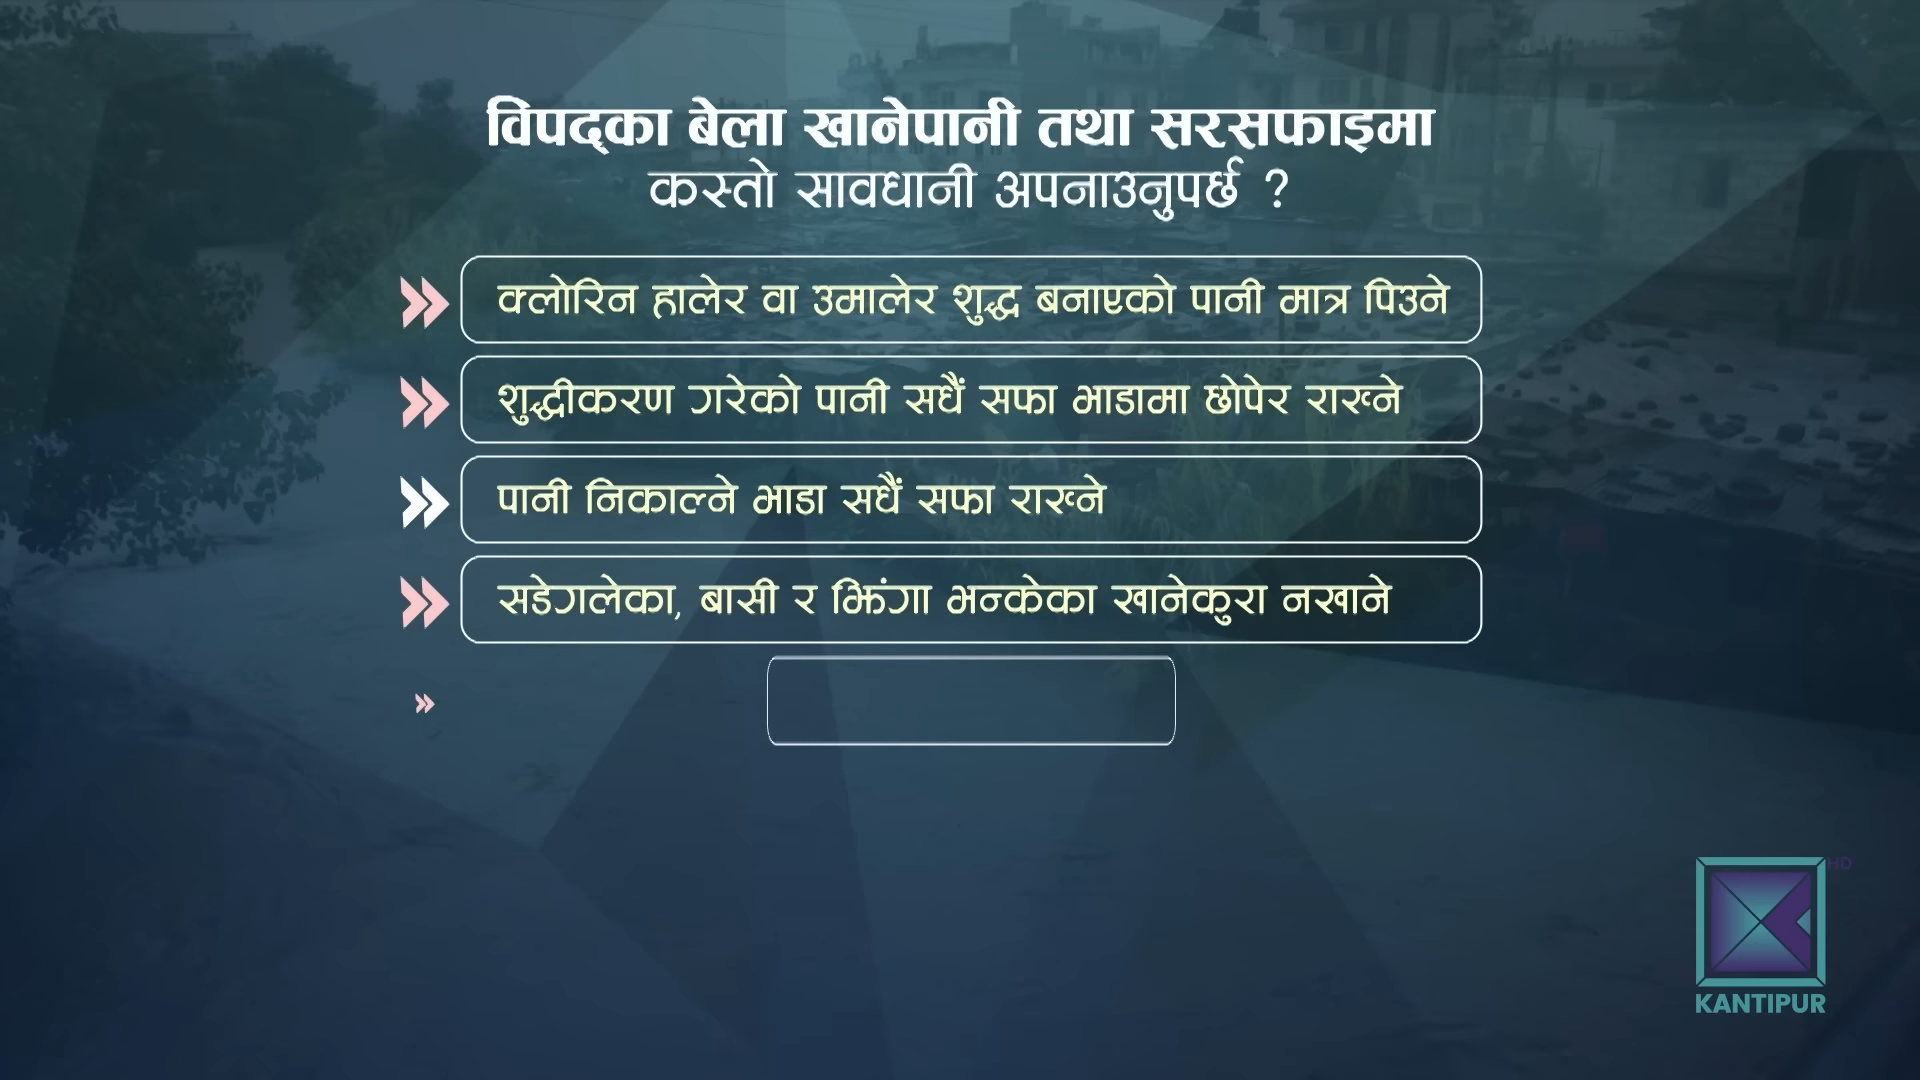 विपद्का बेला खानेपानी तथा सरसफाइमा
कस्तो सावधानी अपनाउनुपर्छ ?
क्लोरिन हालेर वा उमालेर शुद्ध बनाएको पानी मात्र पिउने
शुद्धीकरण गरेको पानी सधैं सफा भाडामा छोपेर राख्ने
पानी निकाल्ने भाडा सधैं सफा राख्ने
सडेगलेका, बासी र झिंगा भन्केका खानेकुरा नखाने
HD
KANTIPUR